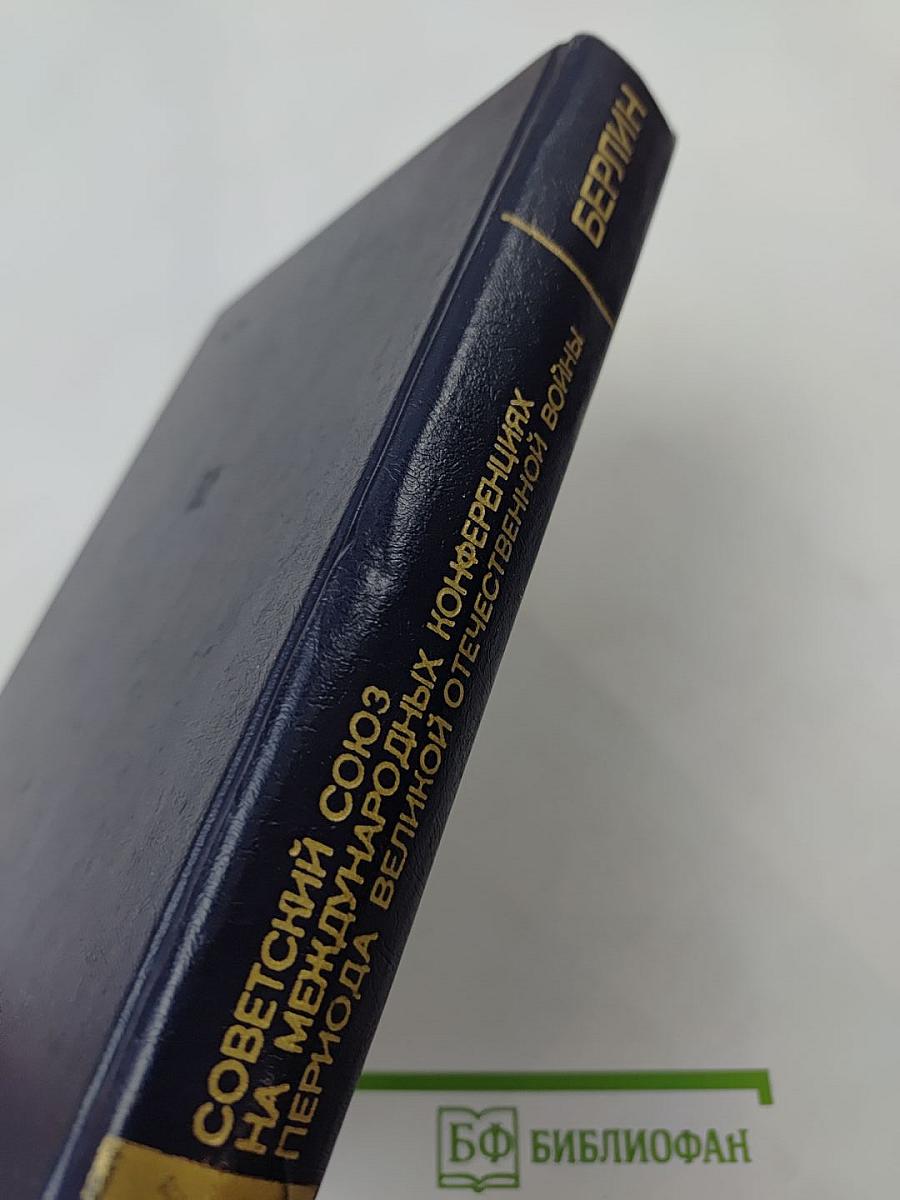 СОВЕТСКИЙ СОЮЗ
НА МЕЖДУНАРОДНЫХ КОНФЕРЕНЦИЯХ
ПЕРИОДА ВЕЛИКОЙ ОТЕЧЕСТВЕННОЙ ВОЙНЫ
БЕРЛИН
БФ БИБЛИОФАН